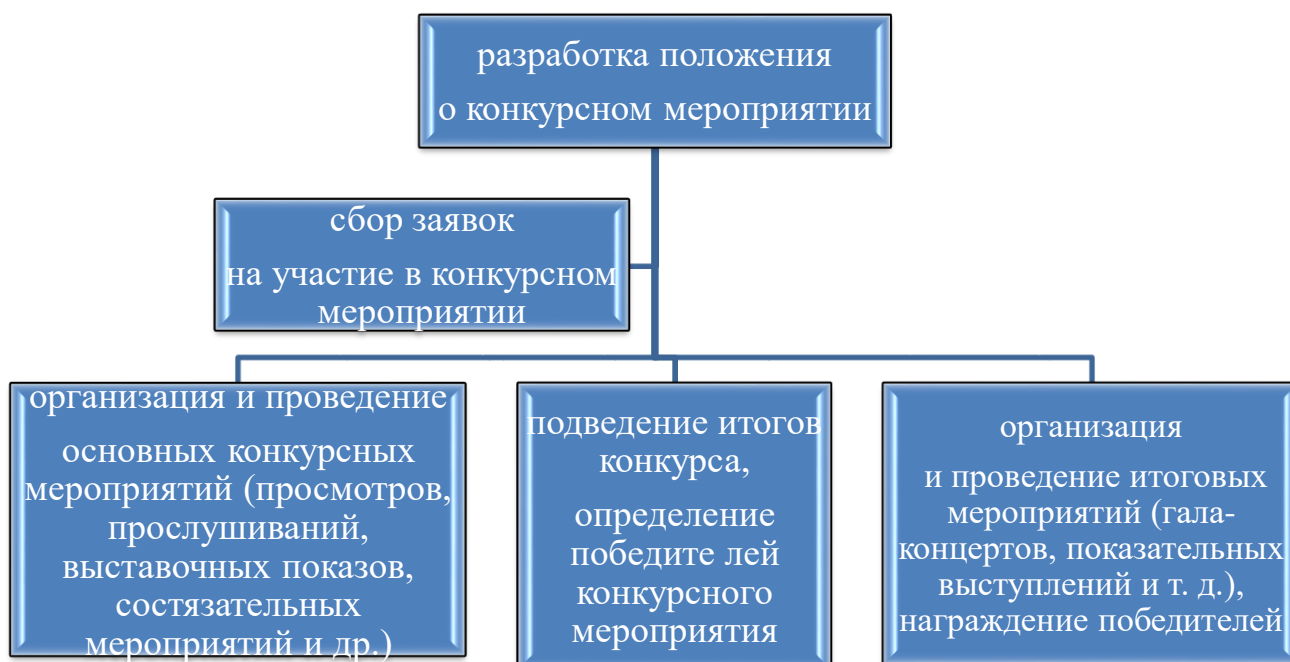 разработка положения
о конкурсном мероприятии
сбор заявок
на участие в конкурсном
мероприятии
организация и проведение
основных конкурсных
мероприятий (просмотров,
прослушиваний,
выставочных показов,
состязательных
мероприятий и др.)
подведение итогов
конкурса,
определение
победите лей
конкурсного
мероприятия
организация
и проведение итоговых
мероприятий (гала-
концертов, показательных
выступлений и т. д.),
награждение победителей